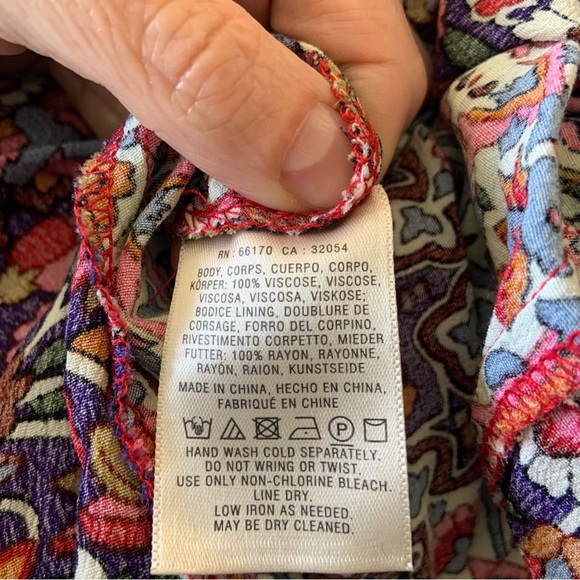 RN : 66170 CA : 32054
BODY, CORPS, CUERPO, CORPO,
KÖRPER: 100% VISCOSE, VISCOSE,
VISCOSA, VISCOSA, VISKOSE;
BODICE LINING, DOUBLURE DE
CORSAGE, FORRO DEL CORPINO,
RIVESTIMENTO CORPETTO, MIEDER
FUTTER: 100% RAYON, RAYONNE,
RAYÓN, RAION, KUNSTSEIDE
MADE IN CHINA, HECHO EN CHINA,
FABRIQUÉ EN CHINE
P
HAND WASH COLD SEPARATELY.
DO NOT WRING OR TWIST.
USE ONLY NON-CHLORINE BLEACH.
LINE DRY.
LOW IRON AS NEEDED.
MAY BE DRY CLEANED.